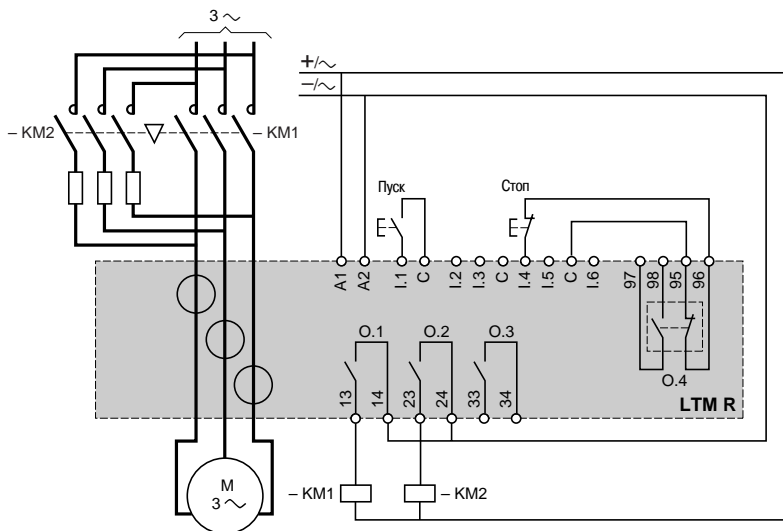 3 ~
+/~
−/~
– KM2
– KM1
Пуск
Стоп
A1
A2
I.1
C
I.2
I.3
C
I.4
I.5
C
I.6
97
98
95
96
O.1
O.2
O.3
O.4
13
14
23
24
33
34
LTM R
M
3 ~
– KM1
– KM2